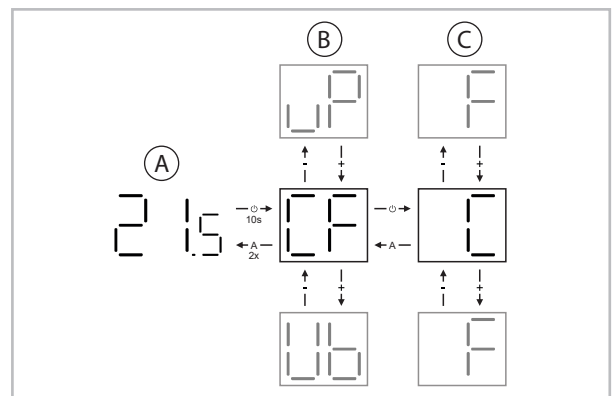 B C
uP F
A
- + - +
21.5 10s CF C
A A
2x
- + - +
Ub F